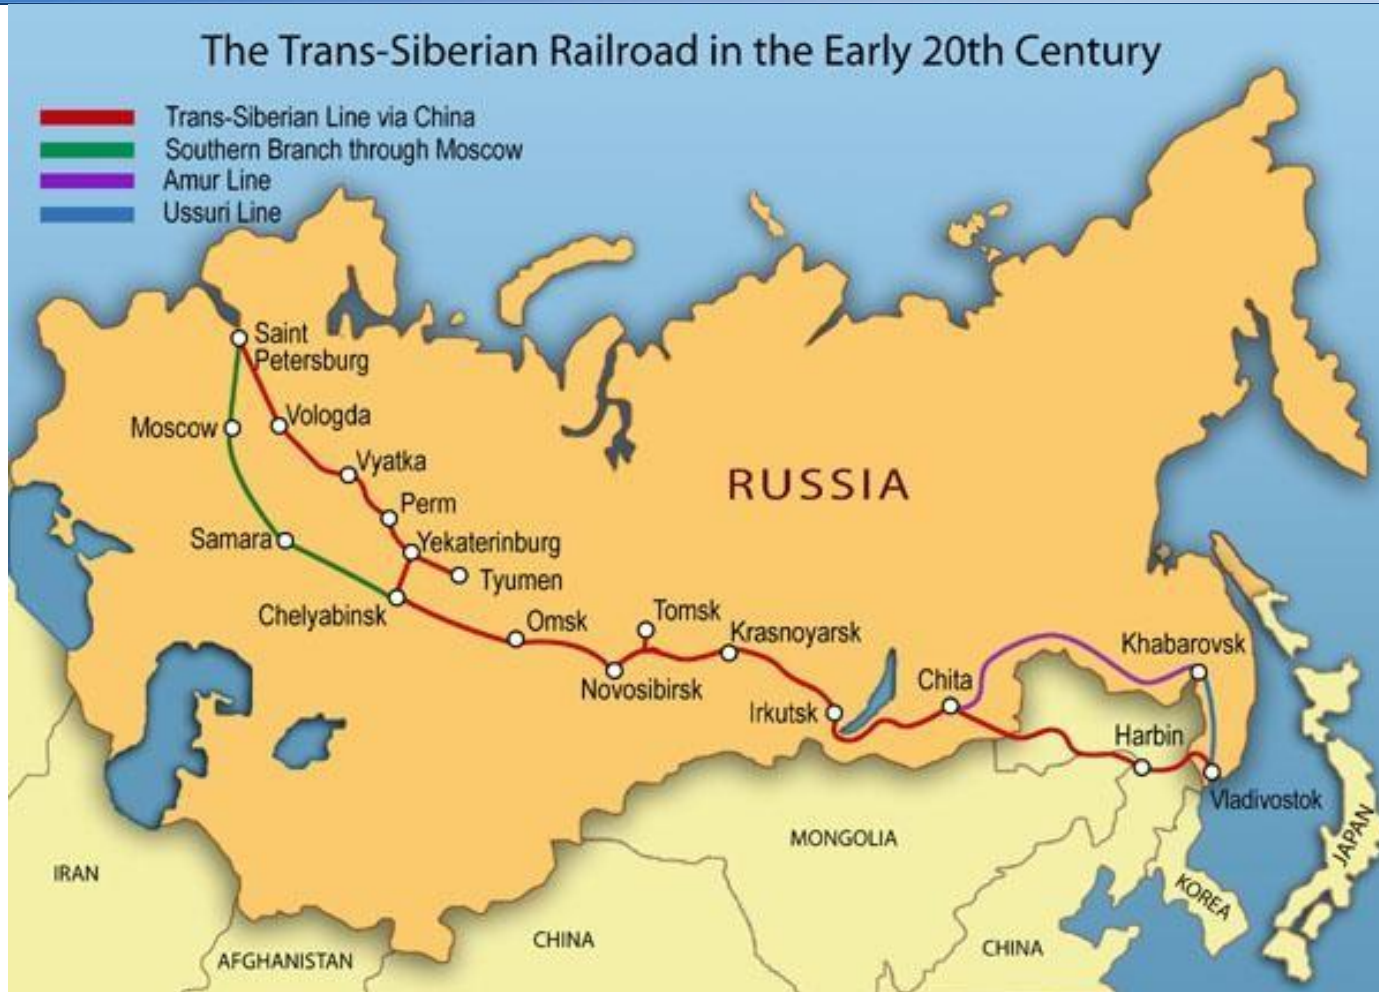 The Trans-Siberian Railroad in the Early 20th Century
Trans-Siberian Line via China
Southern Branch through Moscow
Amur Line
Ussuri Line
Saint
Petersburg
Vologda
Moscow
Vyatka
RUSSIA
Perm
Samara
Yekaterinburg
Tyumen
Chelyabinsk
Omsk
Tomsk
Krasnoyarsk
Khabarovsk
Novosibirsk
Chita
Irkutsk
Harbin
Vladivostok
MONGOLIA
JAPAN
IRAN
KOREA
CHINA
CHINA
AFGHANISTAN